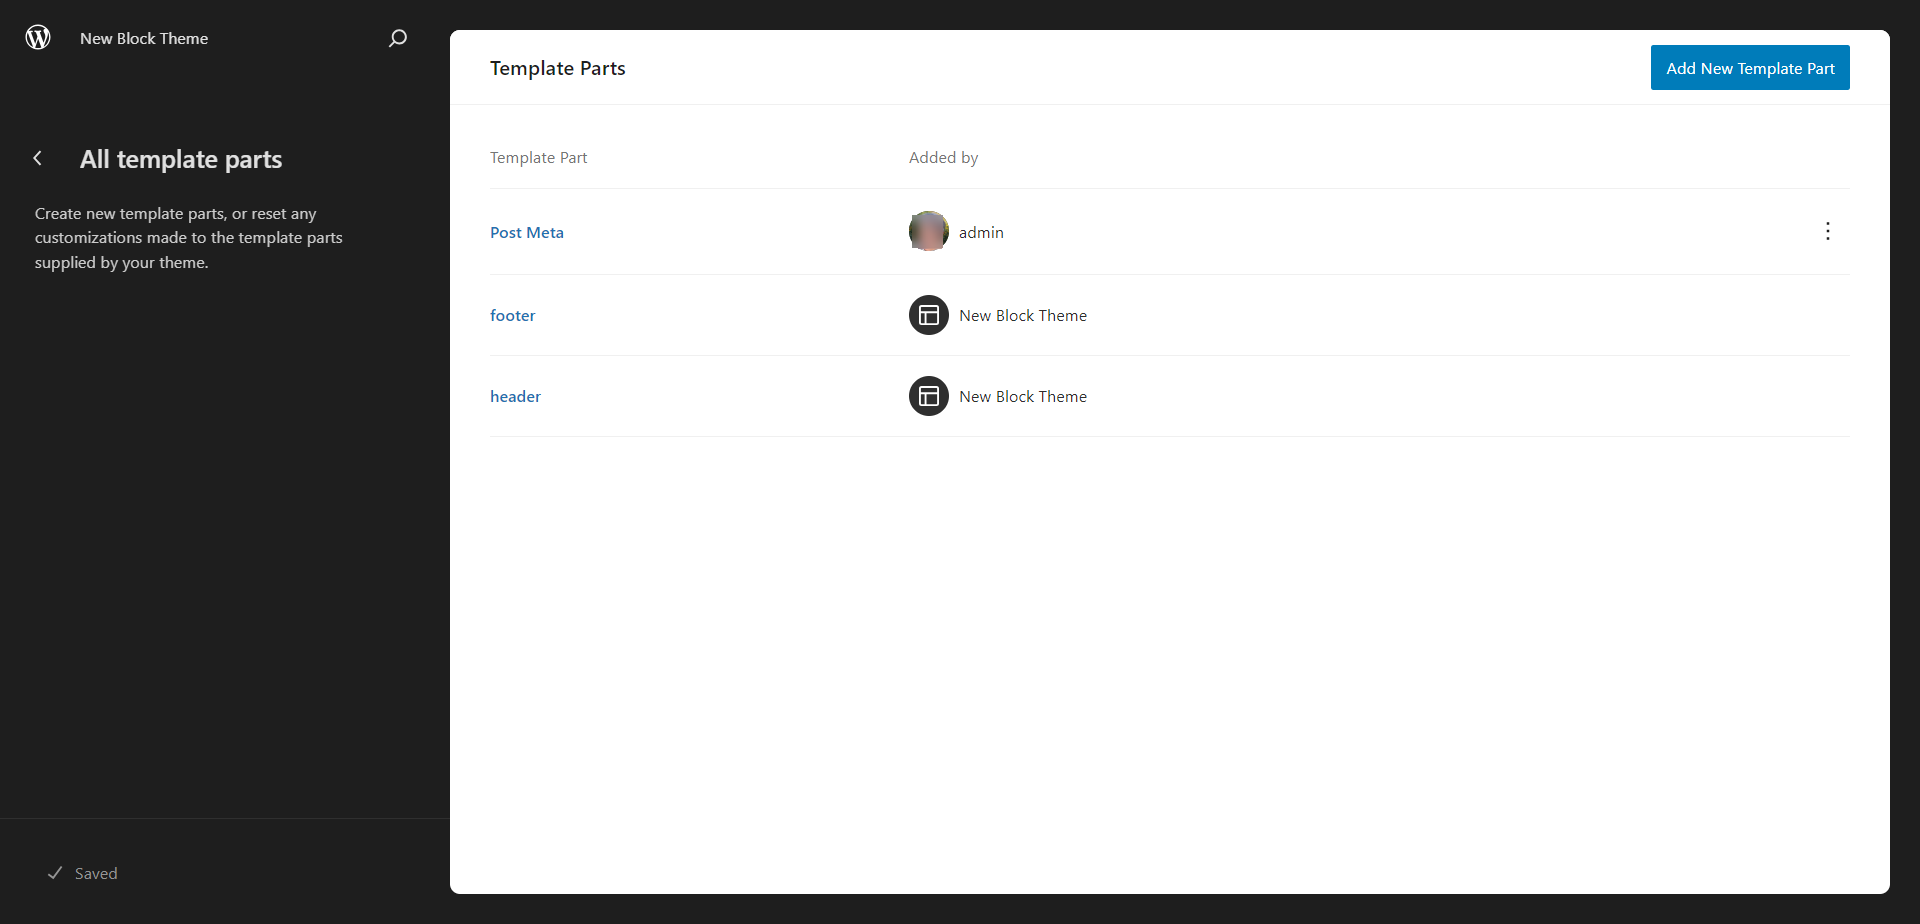 New Block Theme
All template parts
Create new template parts, or reset any
customizations made to the template parts
supplied by your theme.
Saved
Template Parts
Add New Template Part
Template Part
Added by
Post Meta
admin
footer
New Block Theme
header
New Block Theme